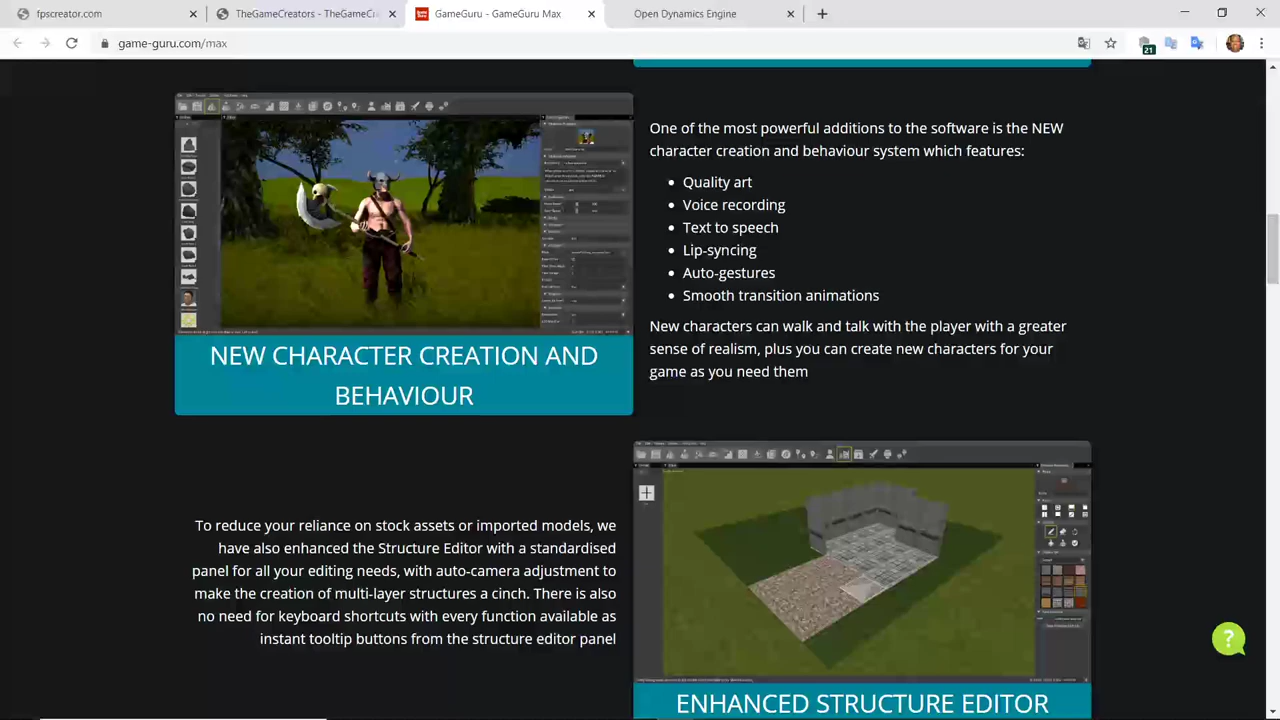 fpscreator.com
TheGameCreators - TheGameCr
GameGuru - GameGuru Max
Open Dynamics Engine
game-guru.com/max
21
One of the most powerful additions to the software is the NEW
character creation and behaviour system which features:
Quality art
Voice recording
Text to speech
Lip-syncing
Auto-gestures
Smooth transition animations
New characters can walk and talk with the player with a greater
sense of realism, plus you can create new characters for your
game as you need them
NEW CHARACTER CREATION AND
BEHAVIOUR
To reduce your reliance on stock assets or imported models, we
have also enhanced the Structure Editor with a standardised
panel for all your editing needs, with auto-camera adjustment to
make the creation of multi-layer structures a cinch. There is also
no need for keyboard shortcuts with every function available as
instant tooltip buttons from the structure editor panel
ENHANCED STRUCTURE EDITOR
?